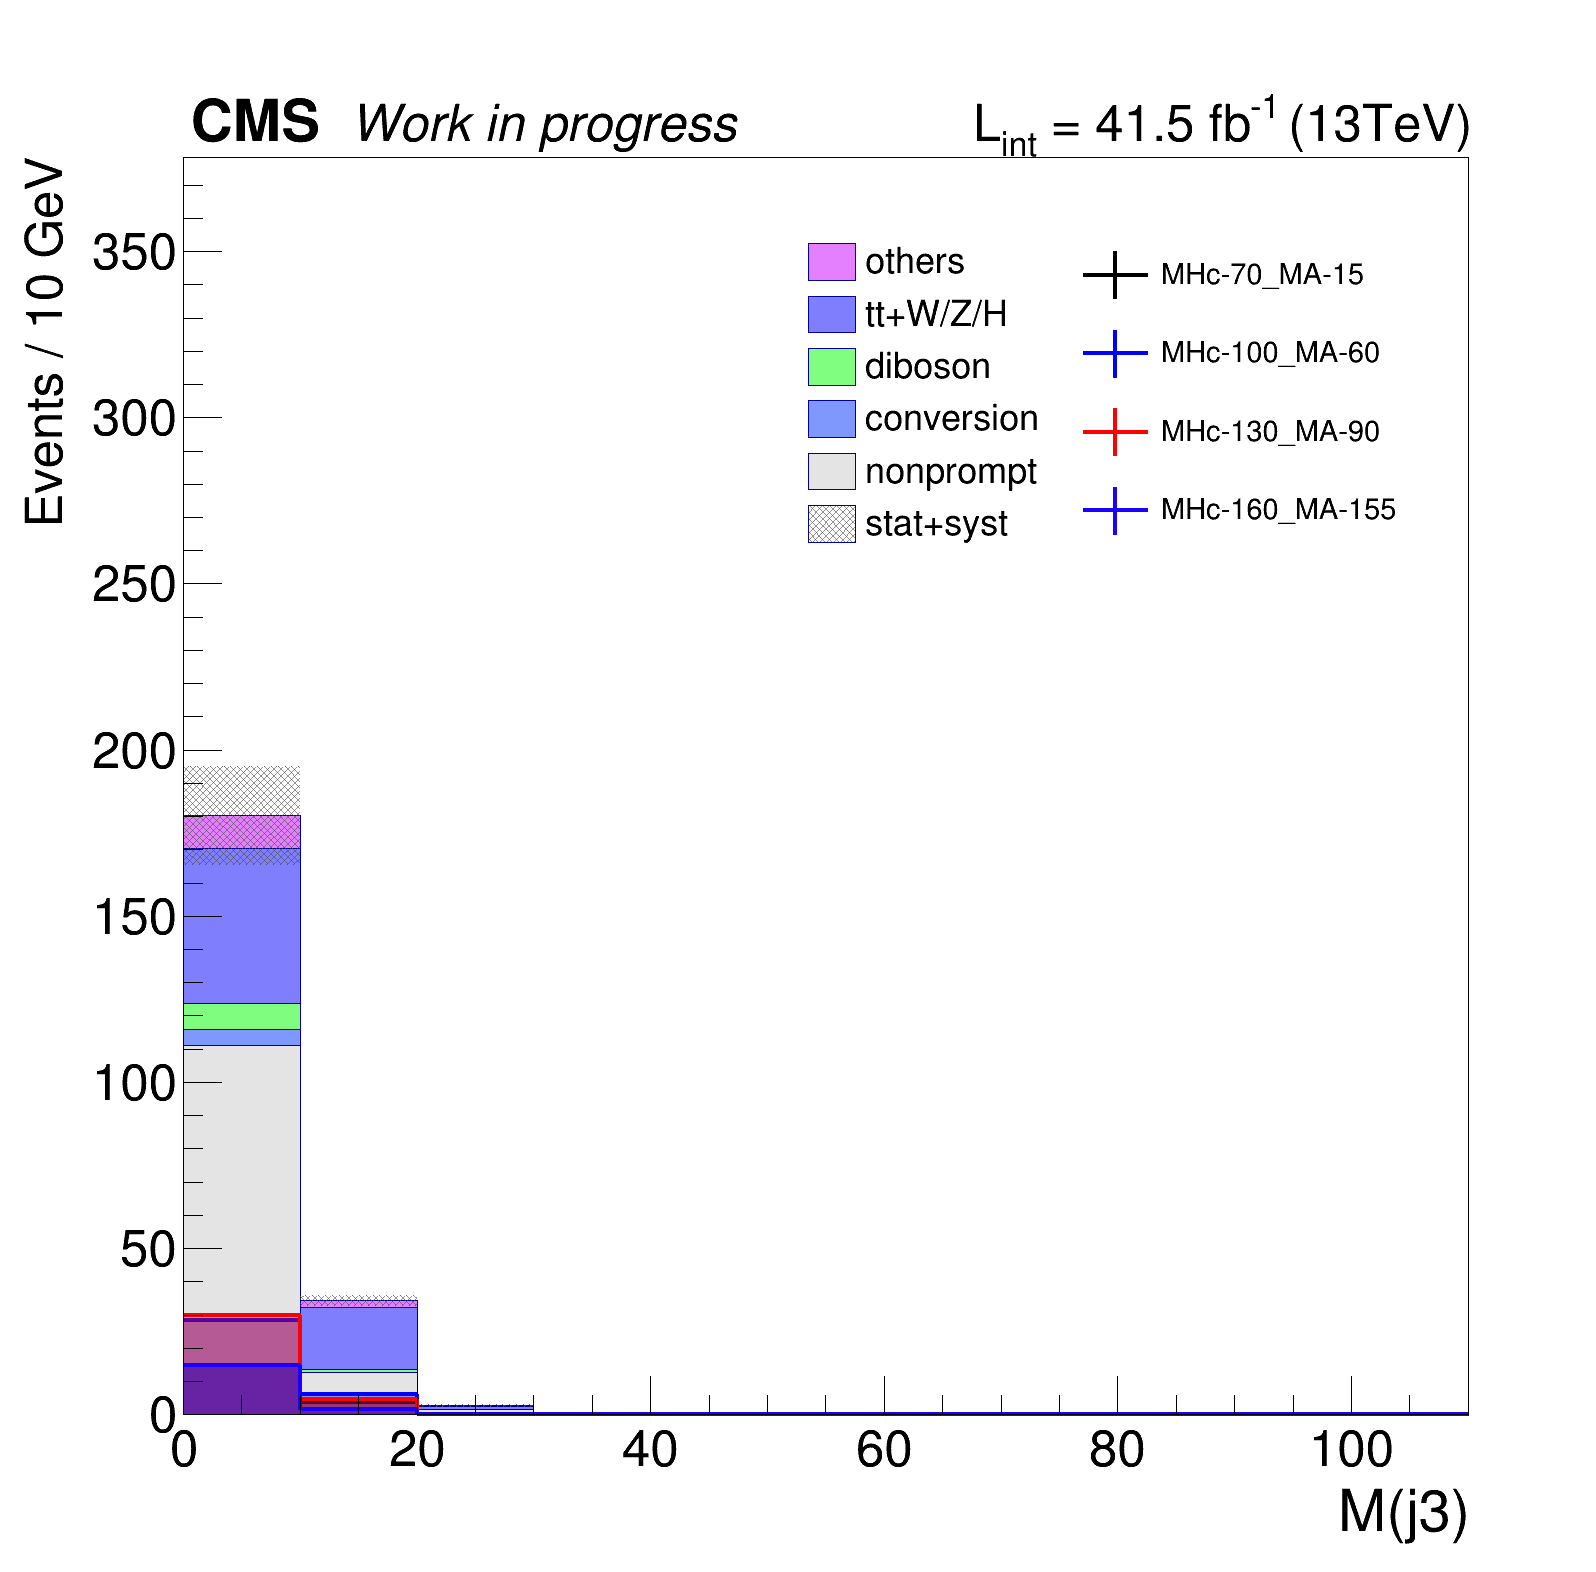 CMS Work in progress
L_int = 41.5 fb^-1 (13TeV)
Events / 10 GeV
350
300
250
200
150
100
50
0
others
tt+W/Z/H
diboson
conversion
nonprompt
stat+syst
MHc-70_MA-15
MHc-100_MA-60
MHc-130_MA-90
MHc-160_MA-155
0 20 40 60 80 100
M(j3)